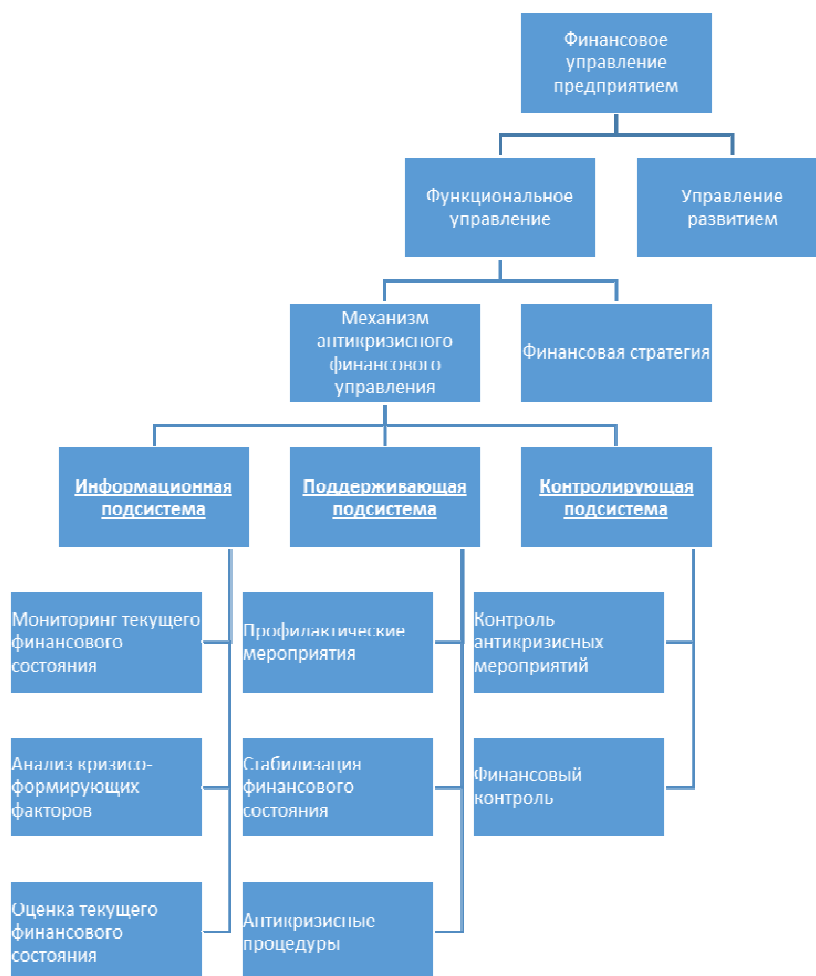 Финансовое
управление
предприятием
Функциональное
управление
Управление
развитием
Механизм
антикризисного
финансового
управления
Финансовая стратегия
Информационная
подсистема
Поддерживающая
подсистема
Контролирующая
подсистема
Мониторинг текущего
финансового
состояния
Профилактические
мероприятия
Контроль
антикризисных
мероприятий
Анализ кризисо-
формирующих
факторов
Стабилизация
финансового
состояния
Финансовый
контроль
Оценка текущего
финансового
состояния
Антикризисные
процедуры